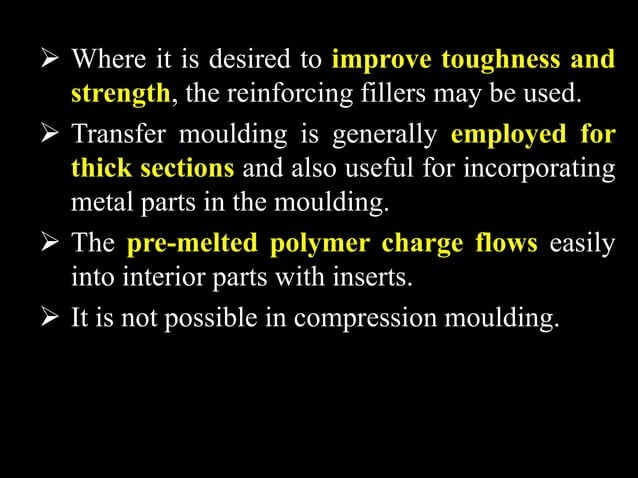 ➢ Where it is desired to improve toughness and
strength, the reinforcing fillers may be used.
➢ Transfer moulding is generally employed for
thick sections and also useful for incorporating
metal parts in the moulding.
➢ The pre-melted polymer charge flows easily
into interior parts with inserts.
➢ It is not possible in compression moulding.